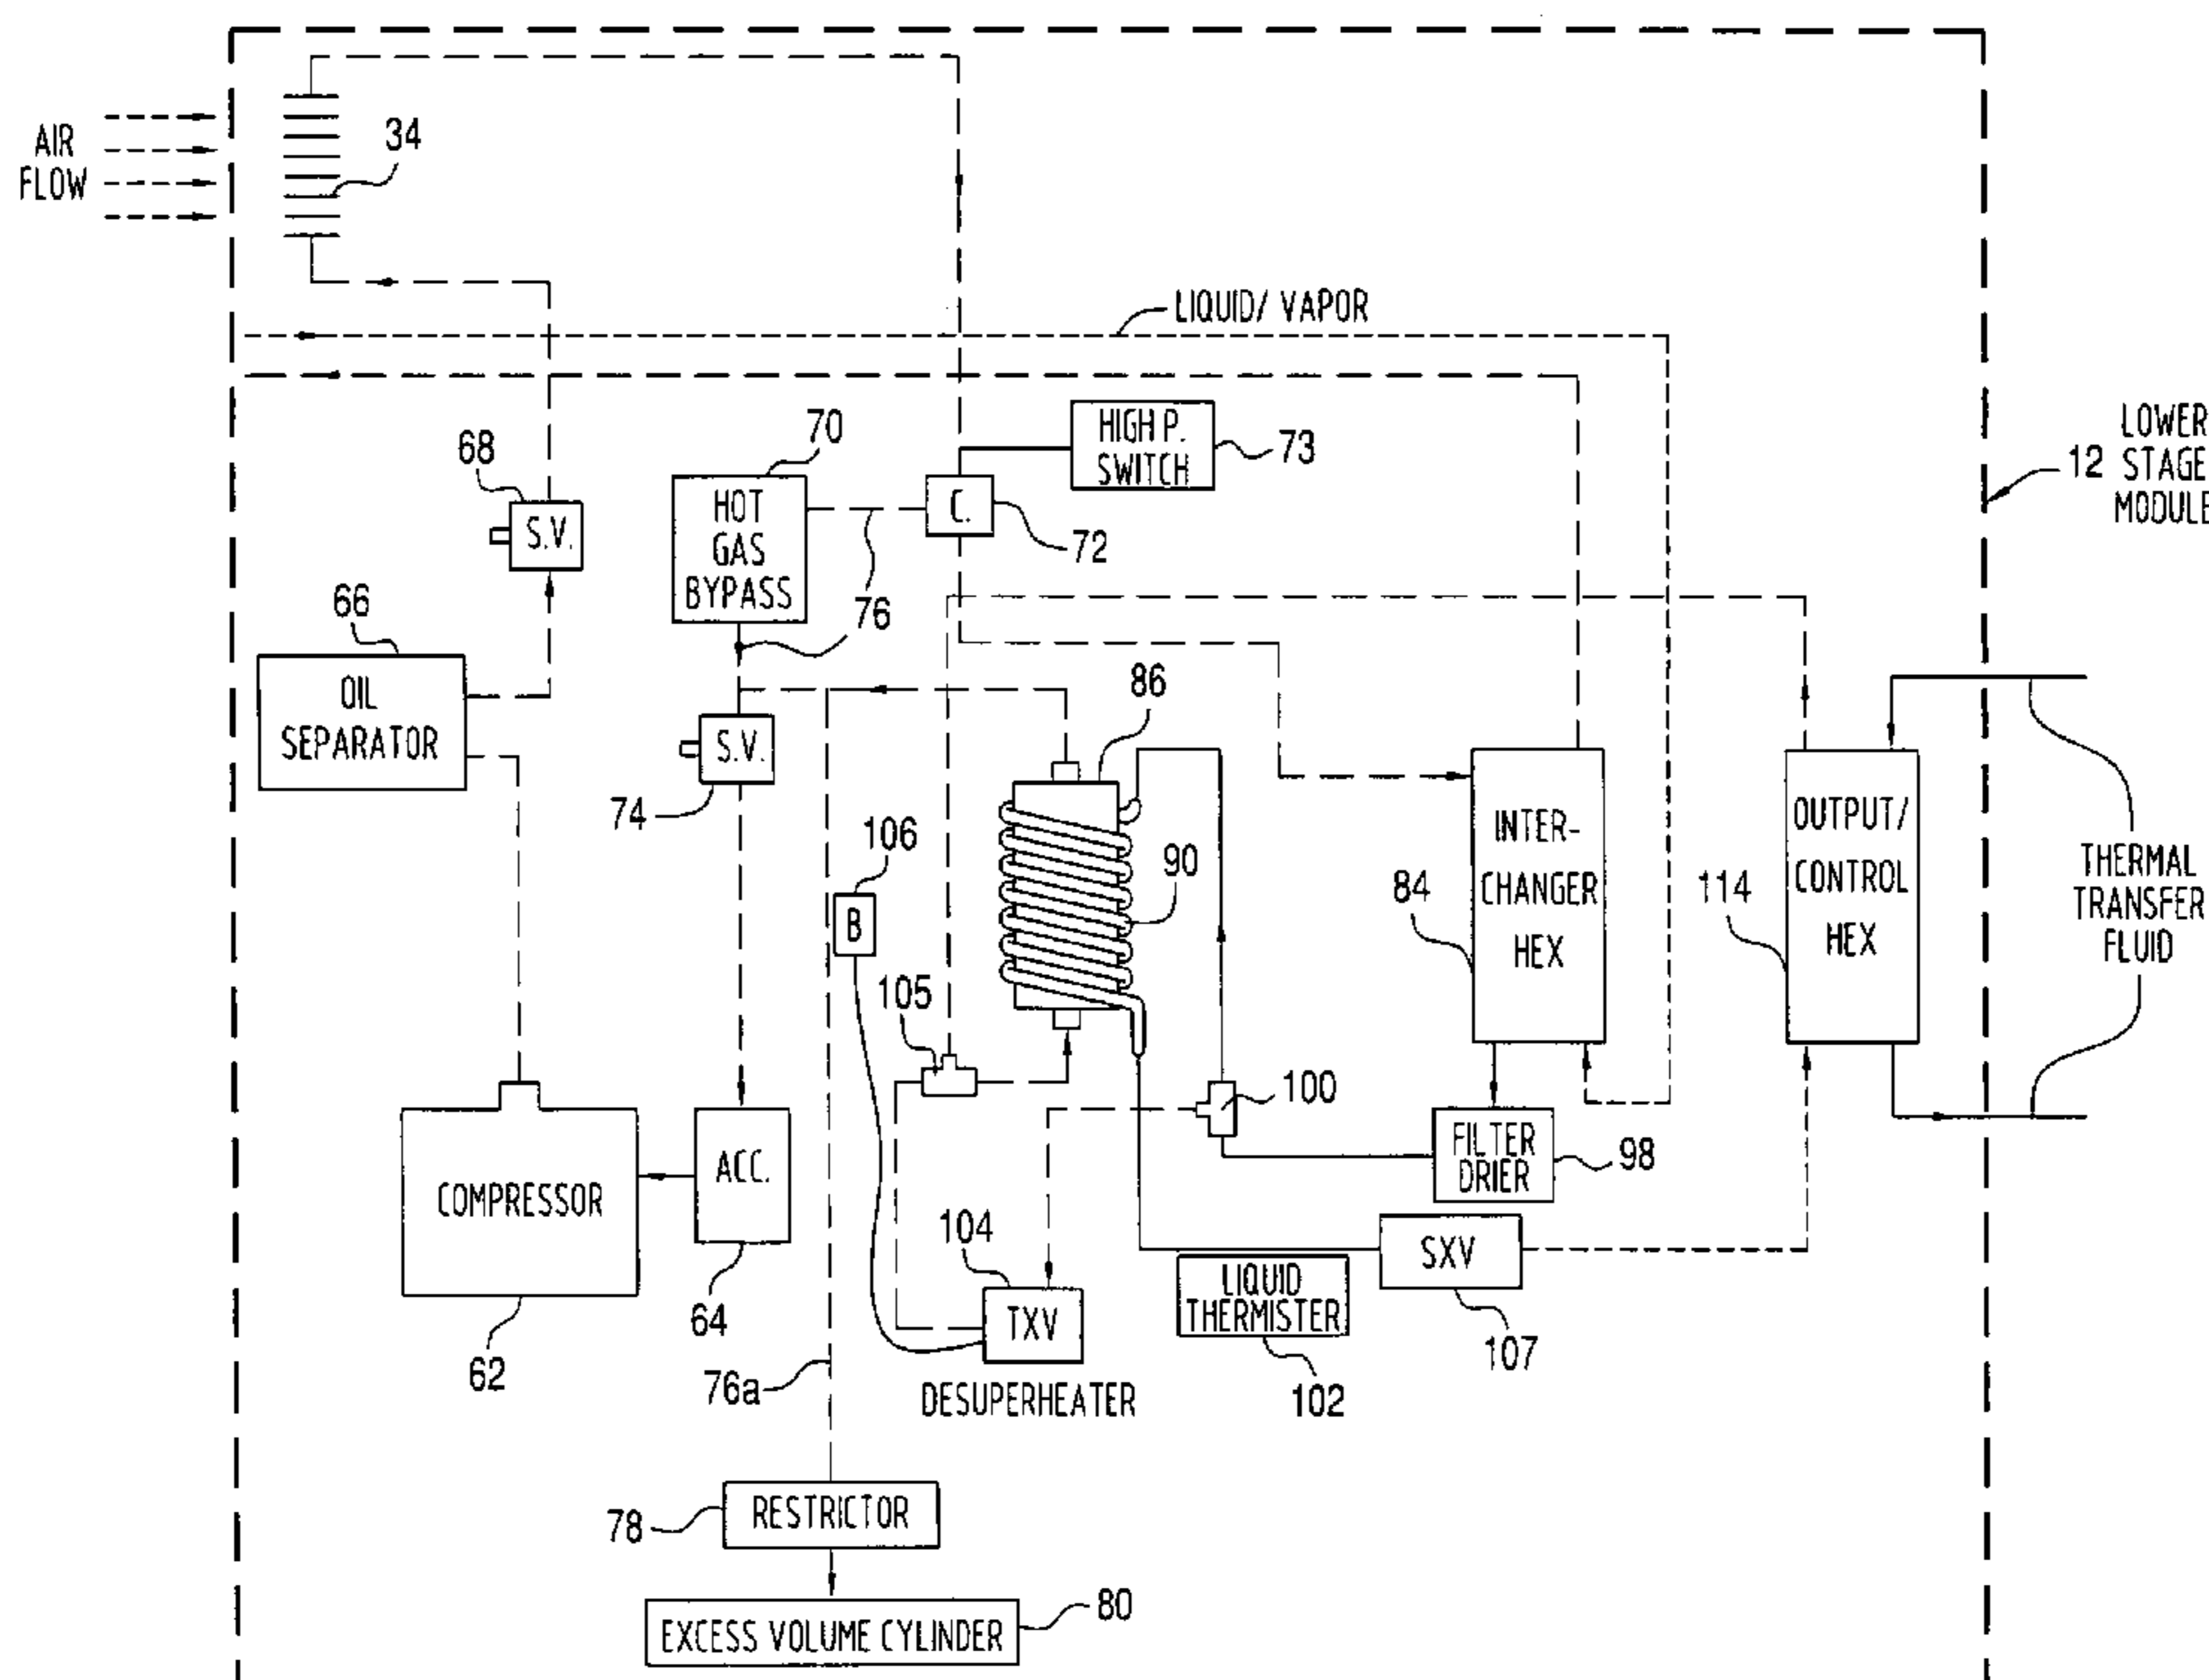 AIR
FLOW
34
LIQUID/ VAPOR
70
68
HIGH P.
SWITCH
73
LOWER
12 STAGE
MODULE
HOT
GAS
BYPASS
C.
S.V.
72
76
66
OIL
SEPARATOR
86
S.V.
74
106
90
INTER-
CHANGER
HEX
84
OUTPUT/
CONTROL
HEX
114
THERMAL
TRANSFER
FLUID
B
105
100
FILTER
DRIER
98
COMPRESSOR
ACC.
104
SXV
LIQUID
THERMISTER
TXV
64
107
62
76a
DESUPERHEATER
102
RESTRICTOR
78
80
EXCESS VOLUME CYLINDER